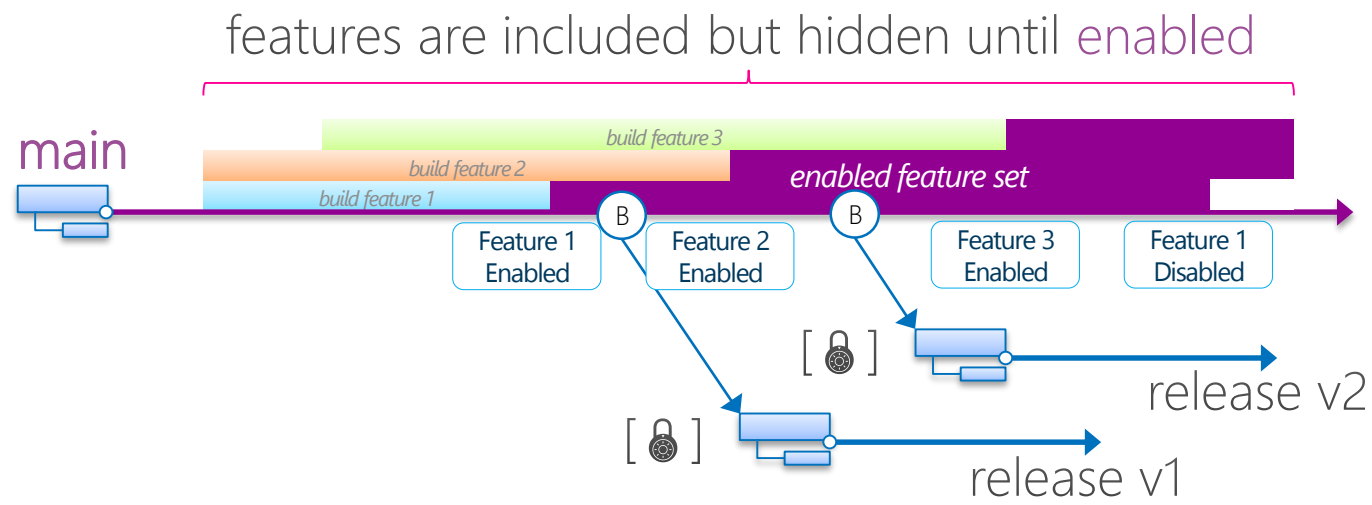 features are included but hidden until enabled
main
build feature 3
build feature 2
enabled feature set
build feature 1
B
B
Feature 1
Enabled
Feature 2
Enabled
Feature 3
Enabled
Feature 1
Disabled
[ ]
release v2
[ ]
release v1